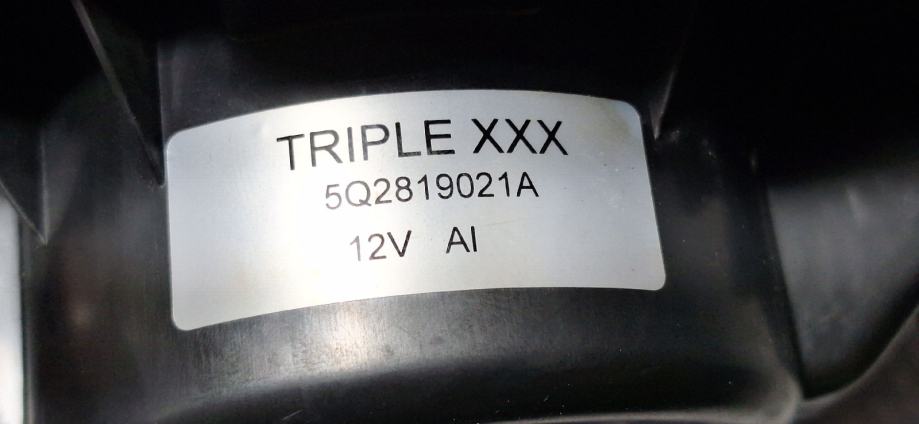 TRIPLE XXX
5Q2819021A
12V AI